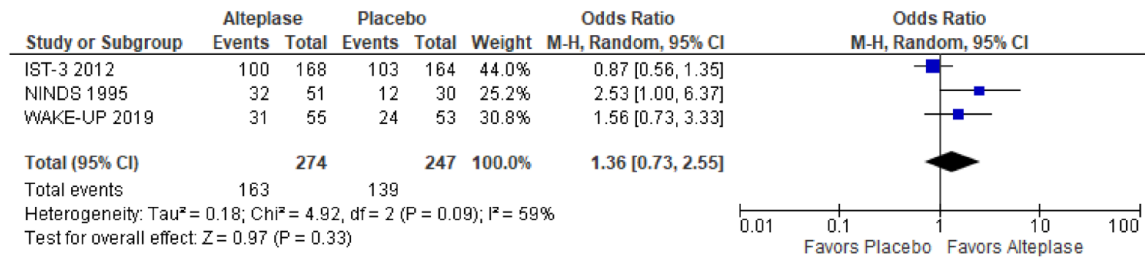 Alteplase Placebo Odds Ratio Odds Ratio
Study or Subgroup Events Total Events Total Weight M-H, Random, 95% CI M-H, Random, 95% CI
IST-3 2012 100 168 103 164 44.0% 0.87 [0.56, 1.35]
NINDS 1995 32 51 12 30 25.2% 2.53 [1.00, 6.37]
WAKE-UP 2019 31 55 24 53 30.8% 1.56 [0.73, 3.33]
Total (95% CI) 274 247 100.0% 1.36 [0.73, 2.55]
Total events 163 139
Heterogeneity: Tau² = 0.18; Chi² = 4.92, df = 2 (P = 0.09); I² = 59%
Test for overall effect: Z = 0.97 (P = 0.33)
0.01 0.1 1 10 100
Favors Placebo Favors Alteplase